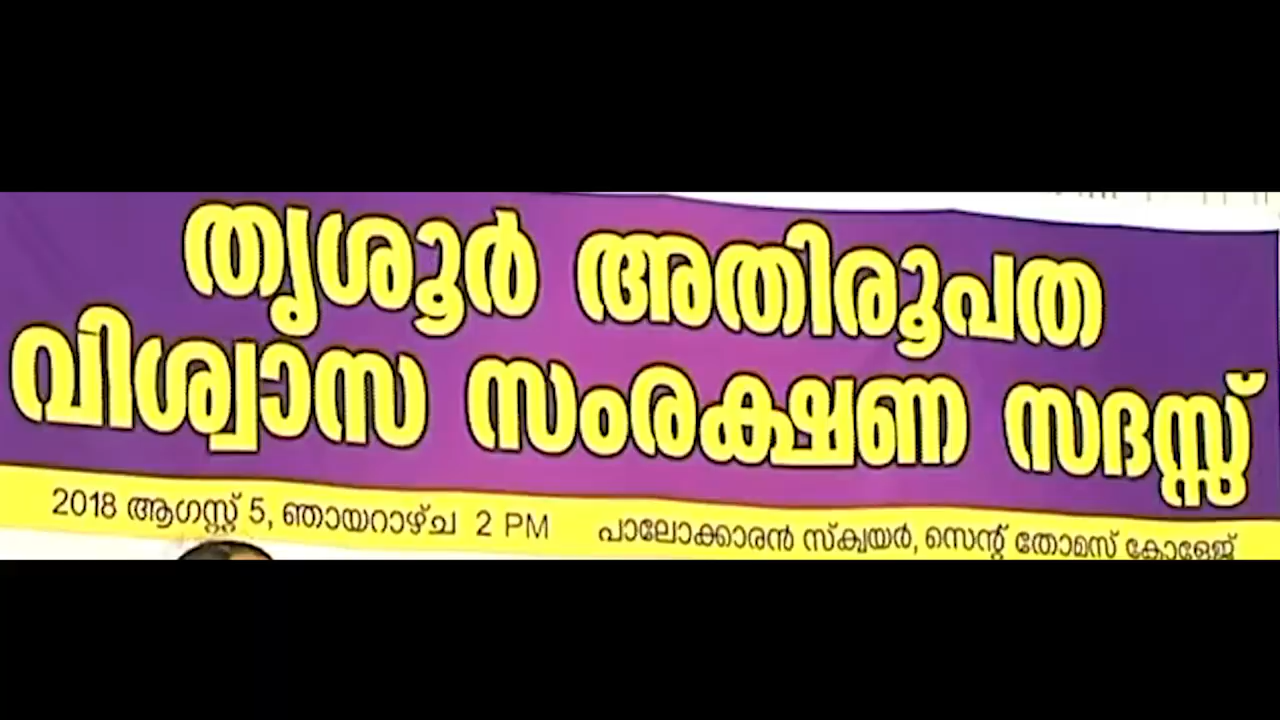 തൃശൂർ അതിരൂപത
വിശ്വാസ സംരക്ഷണ സദസ്സ്
2018 ആഗസ്റ്റ് 5, ഞായറാഴ്ച 2 PM പാലോക്കാരൻ സ്ക്വയർ, സെന്റ് തോമസ് കോളേജ്